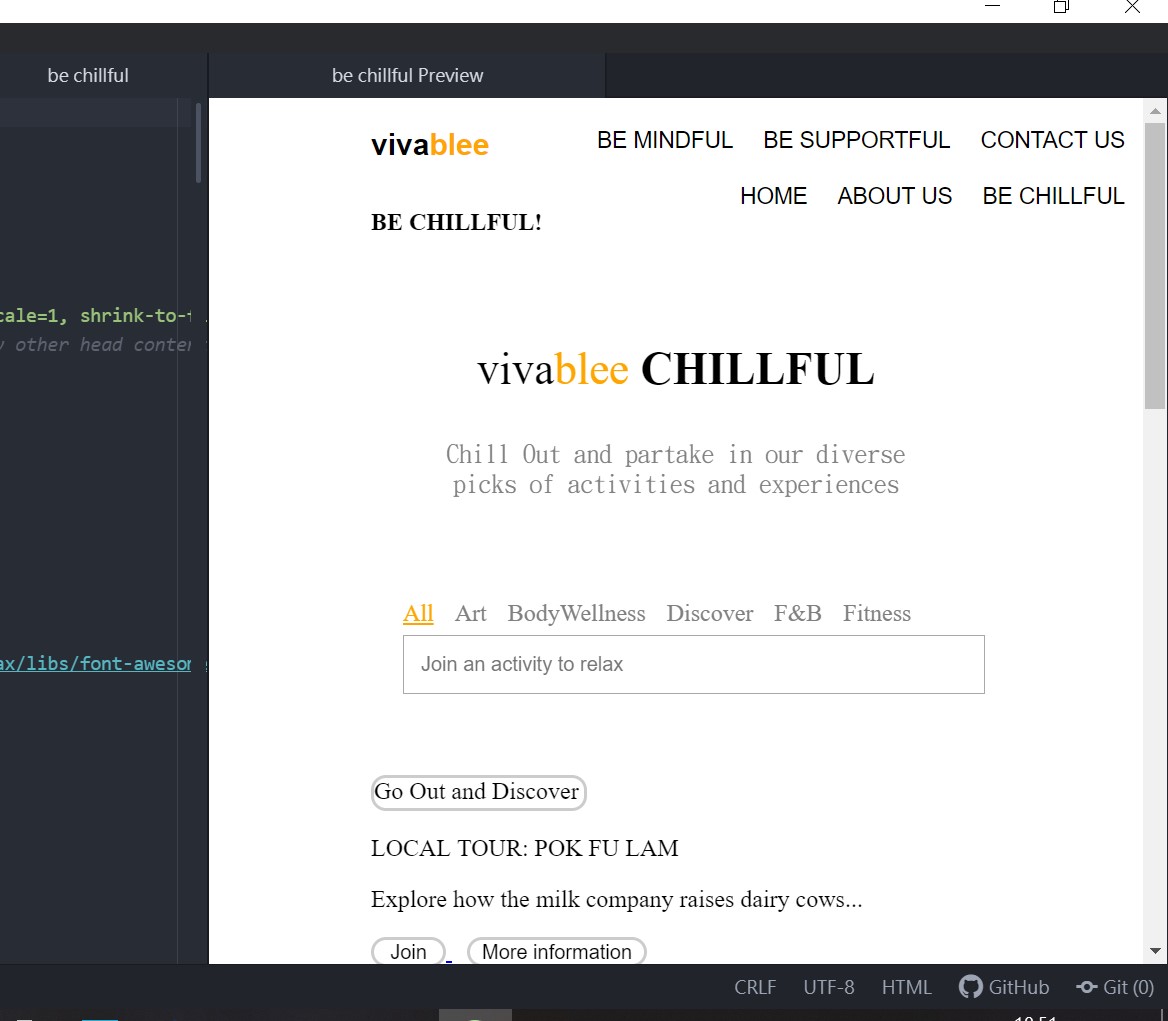 be chillful
be chillful Preview
cale=1, shrink-to-
other head conten
ax/libs/font-awesom
vivablee
BE MINDFUL BE SUPPORTFUL CONTACT US
HOME ABOUT US BE CHILLFUL
BE CHILLFUL!
vivablee CHILLFUL
Chill Out and partake in our diverse
picks of activities and experiences
All Art BodyWellness Discover F&B Fitness
Join an activity to relax
Go Out and Discover
LOCAL TOUR: POK FU LAM
Explore how the milk company raises dairy cows...
Join More information
CRLF UTF-8 HTML GitHub Git (0)